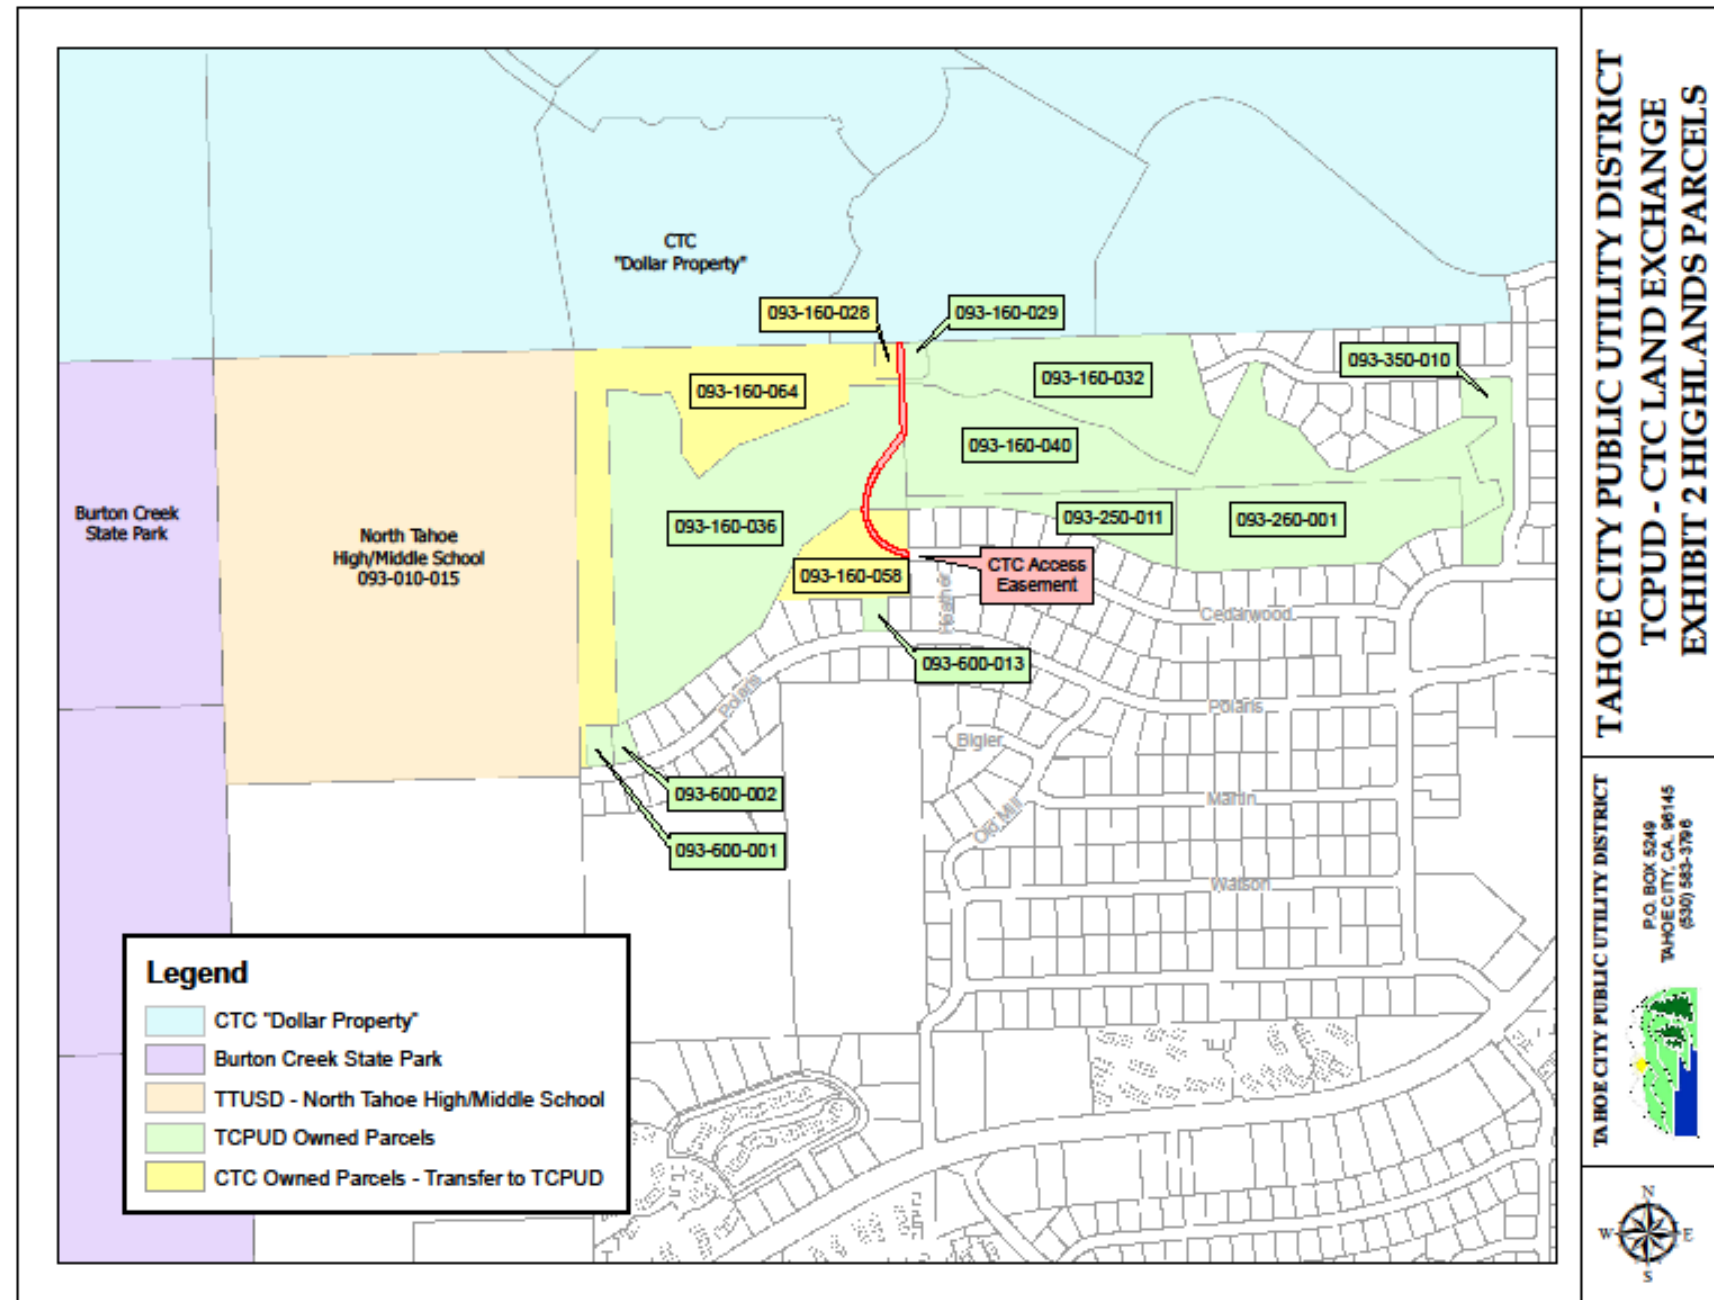 CTC
"Dollar Property"
093-160-028
093-160-029
093-350-010
093-160-064
093-160-032
093-160-040
Burton Creek
State Park
North Tahoe
High/Middle School
093-010-015
093-160-036
093-250-011
093-260-001
093-160-058
CTC Access
Easement
Heather
Cedarwood
093-600-013
Polaris
Polaris
Bigler
093-600-002
Martin
Old Mill
093-600-001
Watson
Legend
CTC "Dollar Property"
Burton Creek State Park
TTUSD - North Tahoe High/Middle School
TCPUD Owned Parcels
CTC Owned Parcels - Transfer to TCPUD
TAHOE CITY PUBLIC UTILITY DISTRICT
TCPUD - CTC LAND EXCHANGE
EXHIBIT 2 HIGHLANDS PARCELS
TAHOE CITY PUBLIC UTILITY DISTRICT
P.O. BOX 5249
TAHOE CITY, CA. 96145
(530) 583-3796
N
W
E
S